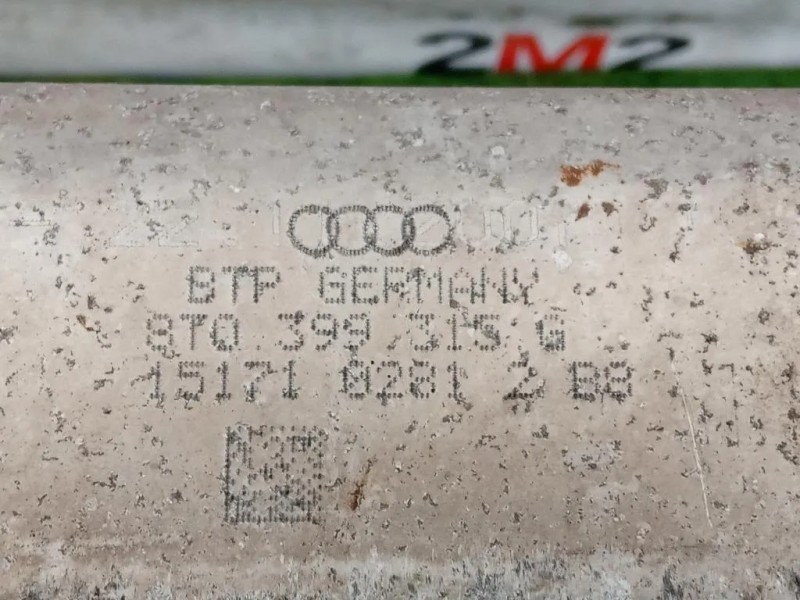 2M2
BTP GERMANY
8T0 399 315 G
15171 0281 2 B8